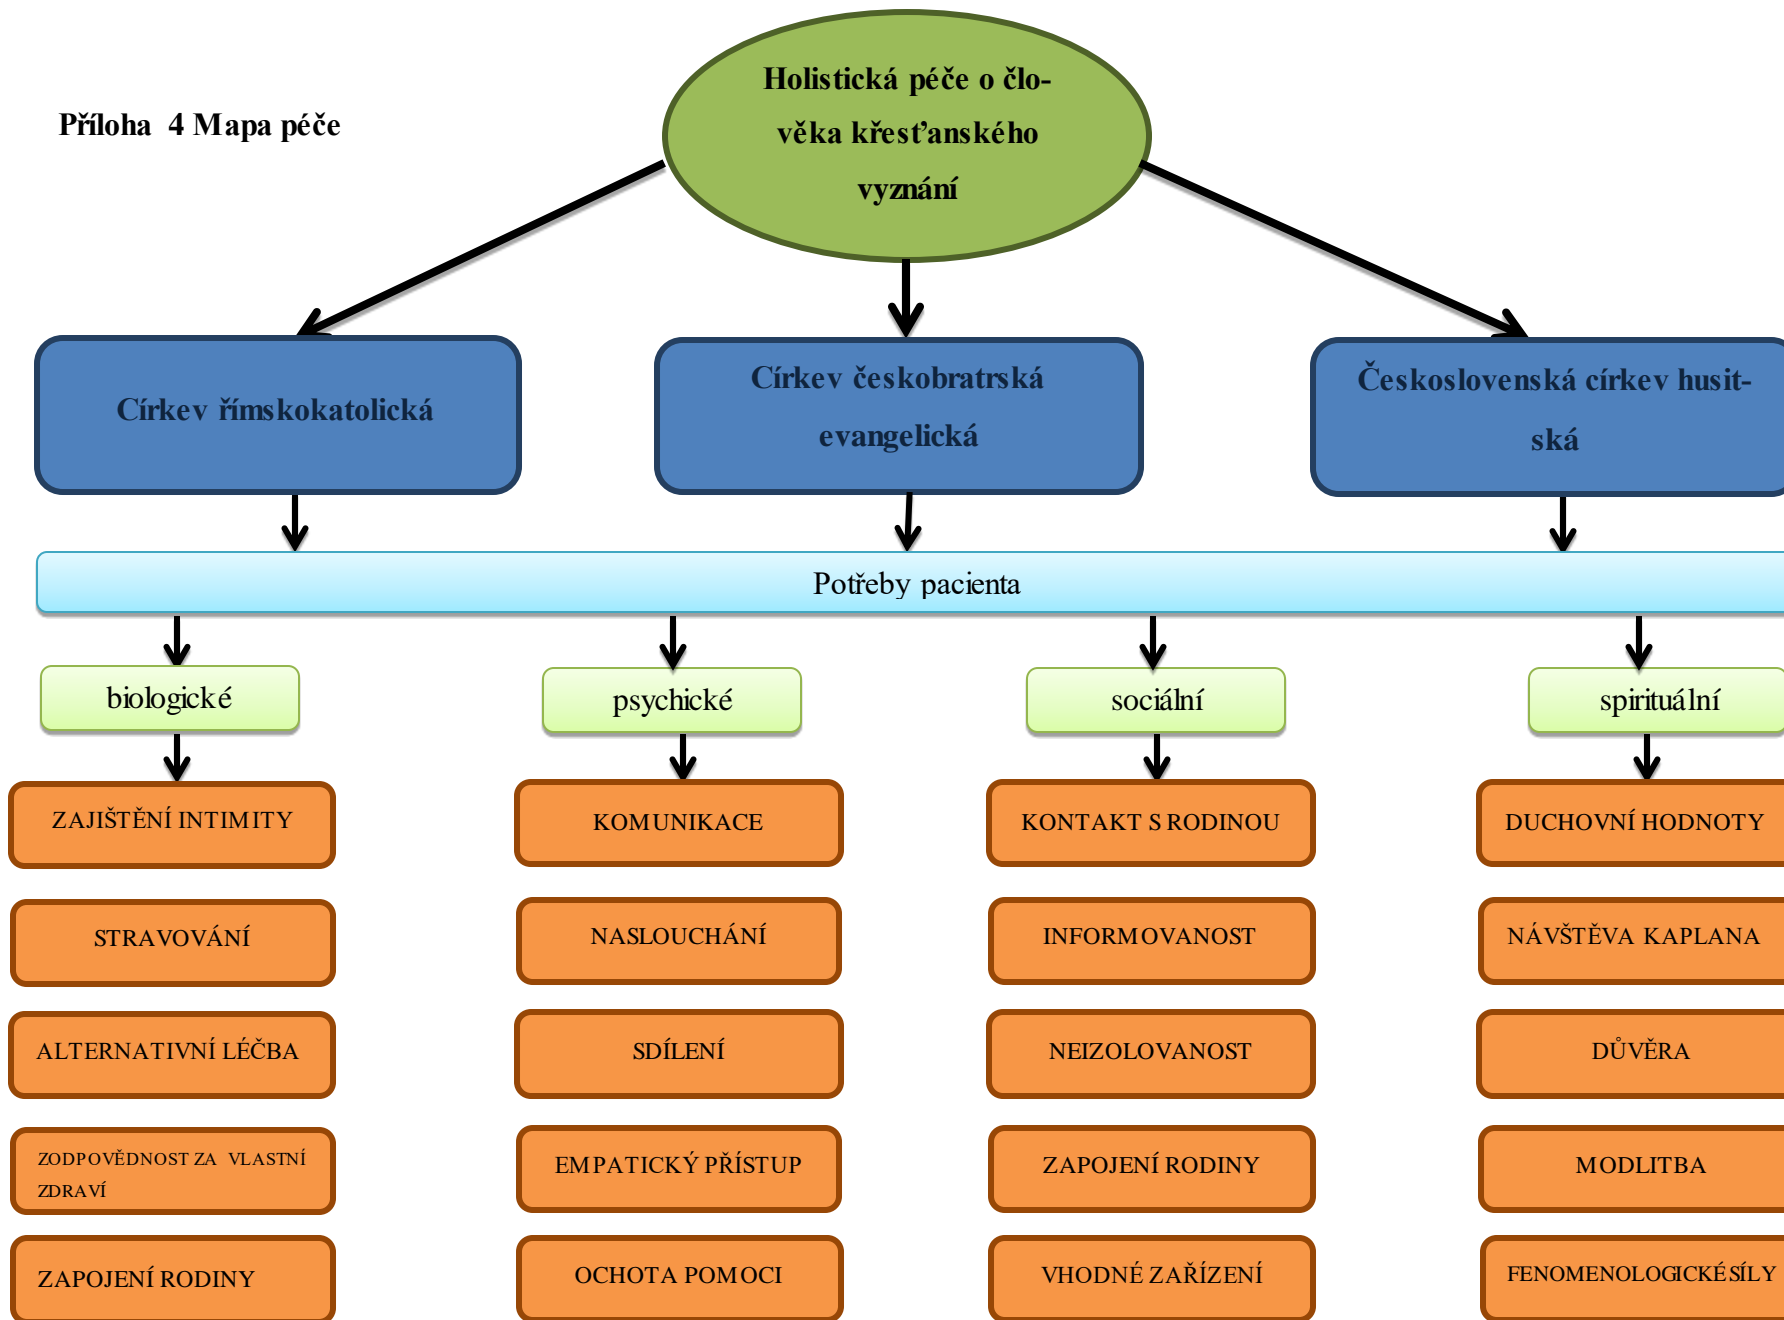 Příloha 4 Mapa péče
Holistická péče o člo-
věka křesťanského
vyznání
Církev římskokatolická
Církev českobratrská
evangelická
Československá církev husit-
ská
Potřeby pacienta
biologické
psychické
sociální
spirituální
ZAJIŠTĚNÍ INTIMITY
KOMUNIKACE
KONTAKT S RODINOU
DUCHOVNÍ HODNOTY
STRAVOVÁNÍ
NASLOUCHÁNÍ
INFORMOVANOST
NÁVŠTĚVA KAPLANA
ALTERNATIVNÍ LÉČBA
SDÍLENÍ
NEIZOLOVANOST
DŮVĚRA
ZODPOVĚDNOST ZA VLASTNÍ
ZDRAVÍ
EMPATICKÝ PŘÍSTUP
ZAPOJENÍ RODINY
MODLITBA
ZAPOJENÍ RODINY
OCHOTA POMOCI
VHODNÉ ZAŘÍZENÍ
FENOMENOLOGICKÉ SÍLY